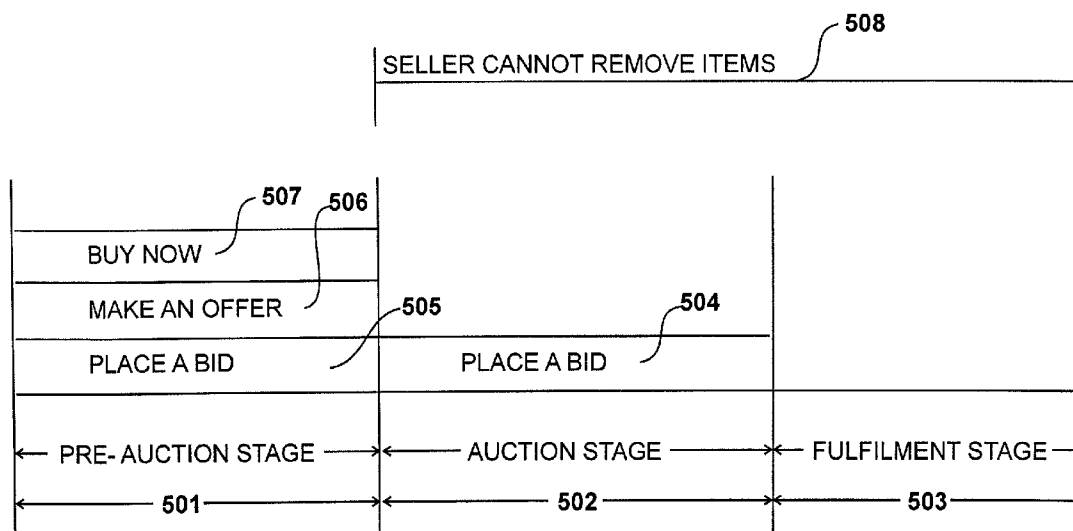 508
SELLER CANNOT REMOVE ITEMS
507
506
BUY NOW
MAKE AN OFFER
505
504
PLACE A BID
PLACE A BID
PRE- AUCTION STAGE
AUCTION STAGE
FULFILMENT STAGE
501
502
503